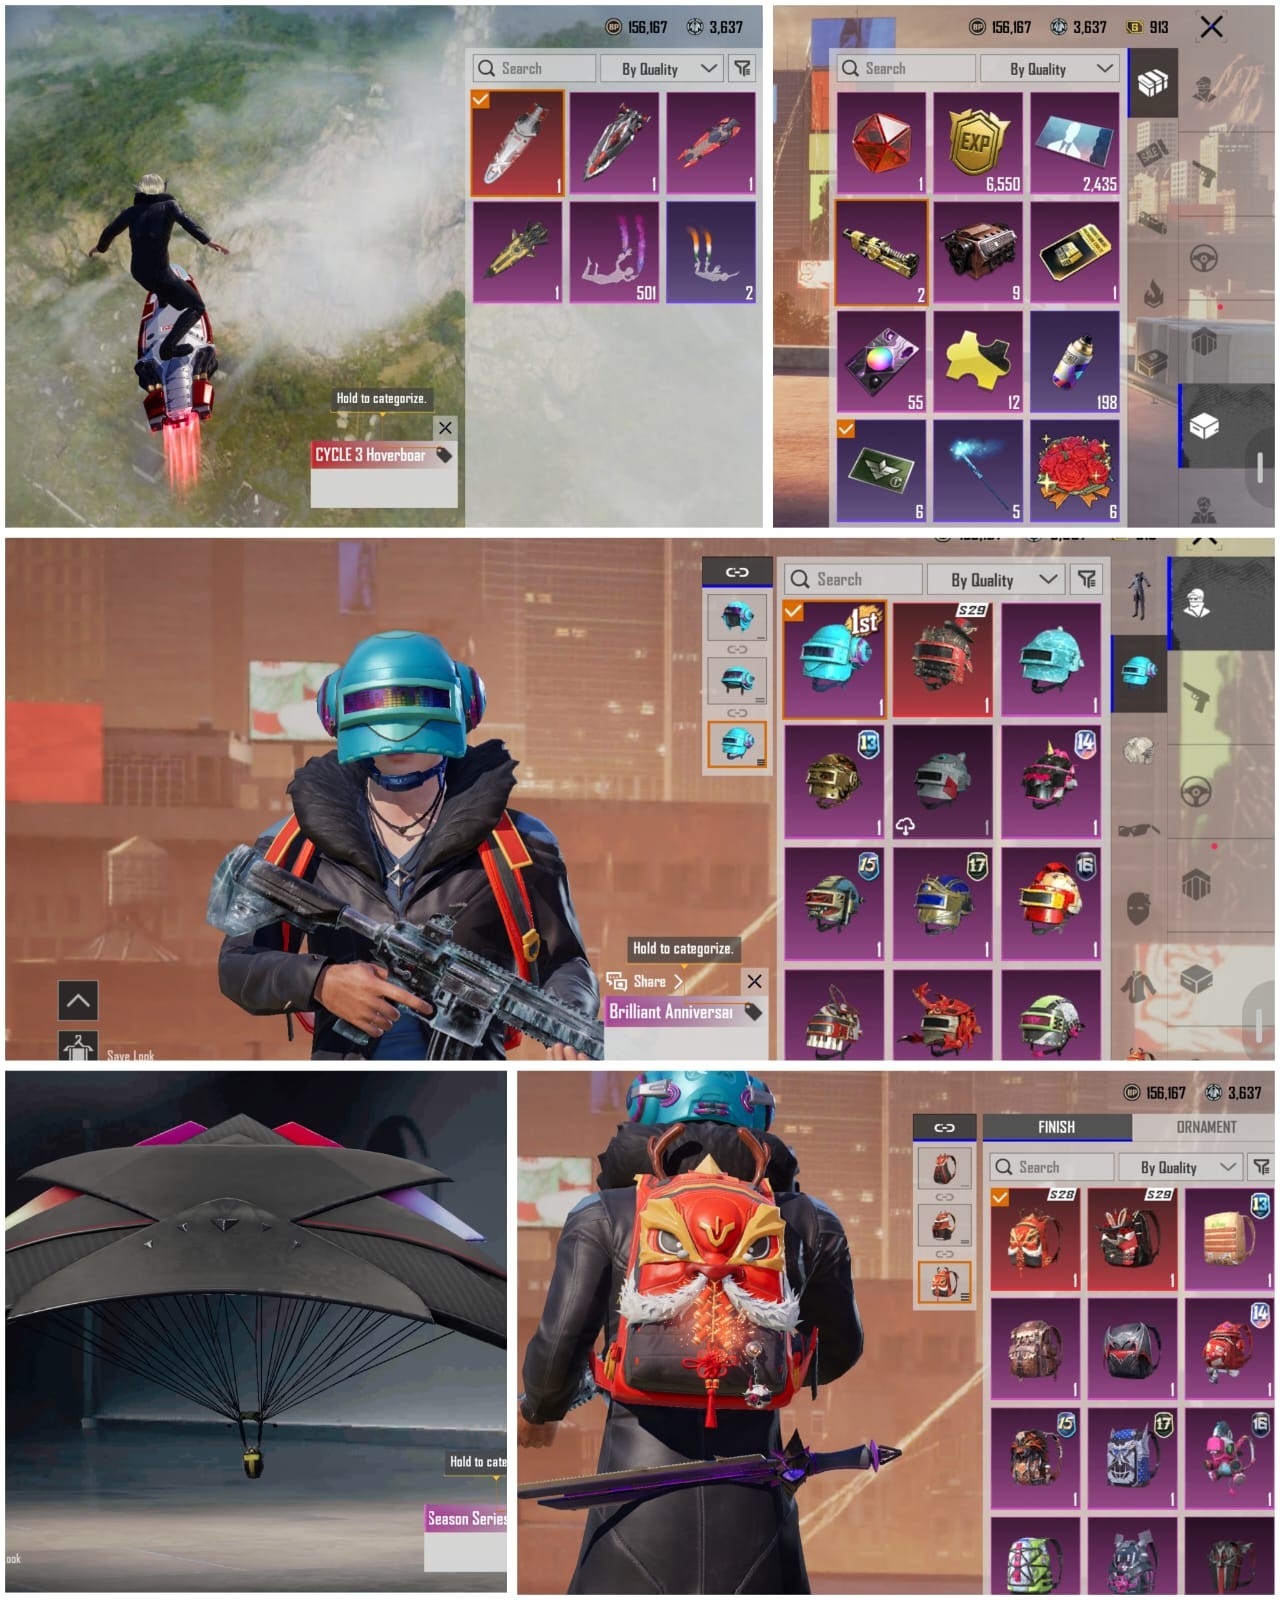 156,167 3,637
Search By Quality
1 1 1
1 501 2
Hold to categorize.
CYCLE 3 Hoverboar
156,167 3,637 913
Search By Quality
EXP
1 6,550 2,435
2 9 1
55 12 198
6 5 6
Search By Quality
1st S29
1 1 1
13 14
1 1 1
15 17 16
1 1 1
Hold to categorize.
Share
Brilliant Anniversar
Save Look
Hold to cate
Season Series
ook
156,167 3,637
FINISH ORNAMENT
Search By Quality
S28 S29 13
1 1 1
14
1 1 1
15 17 16
1 1 1